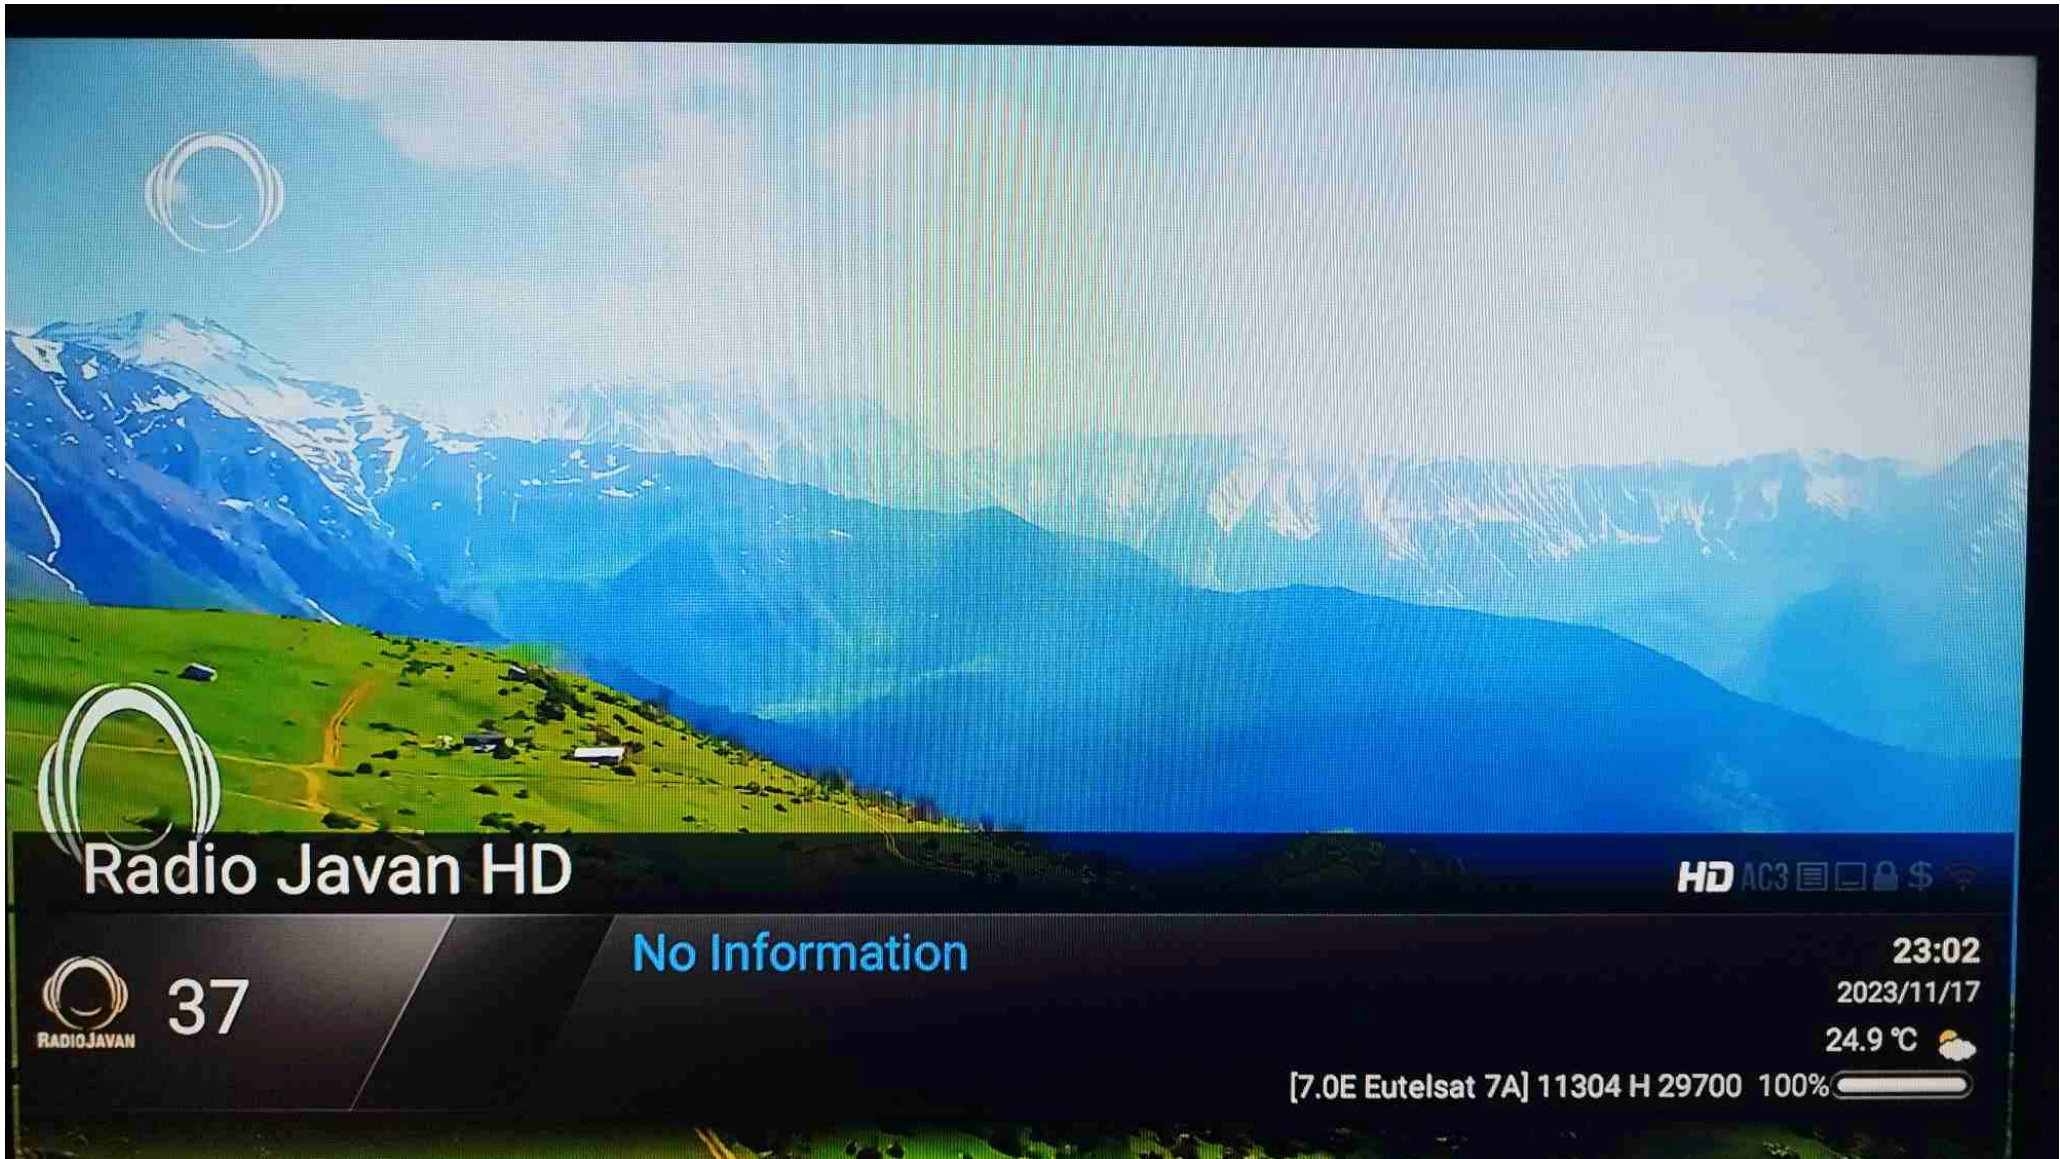 Radio Javan HD
HD AC3 $
No Information
23:02
37
2023/11/17
RADIOJAVAN
24.9 °C
[7.0E Eutelsat 7A] 11304 H 29700 100%